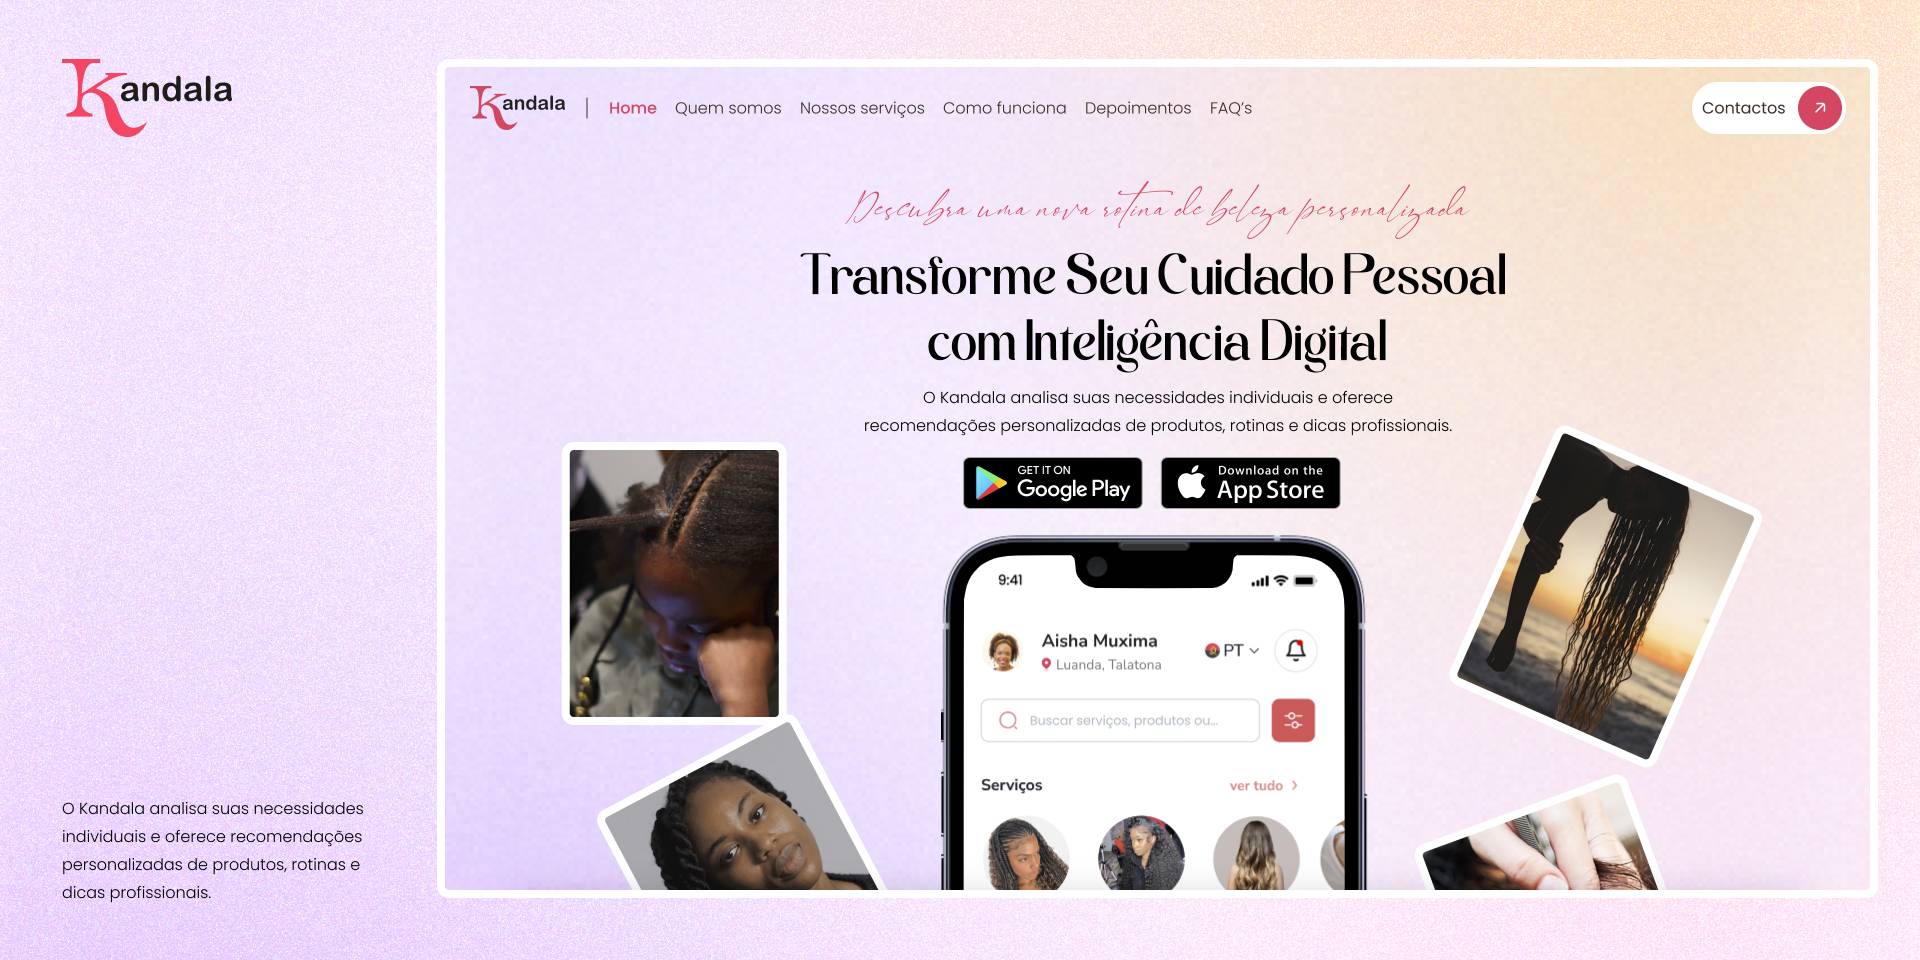 Kandala
O Kandala analisa suas necessidades
individuais e oferece recomendações
personalizadas de produtos, rotinas e
dicas profissionais.
Kandala | Home Quem somos Nossos serviços Como funciona Depoimentos FAQ's Contactos
Descubra uma nova rotina de beleza personalizada
Transforme Seu Cuidado Pessoal
com Inteligência Digital
O Kandala analisa suas necessidades individuais e oferece
recomendações personalizadas de produtos, rotinas e dicas profissionais.
GET IT ON
Google Play
Download on the
App Store
9:41
Aisha Muxima
Luanda, Talatona
PT
Buscar serviços, produtos ou...
Serviços ver tudo